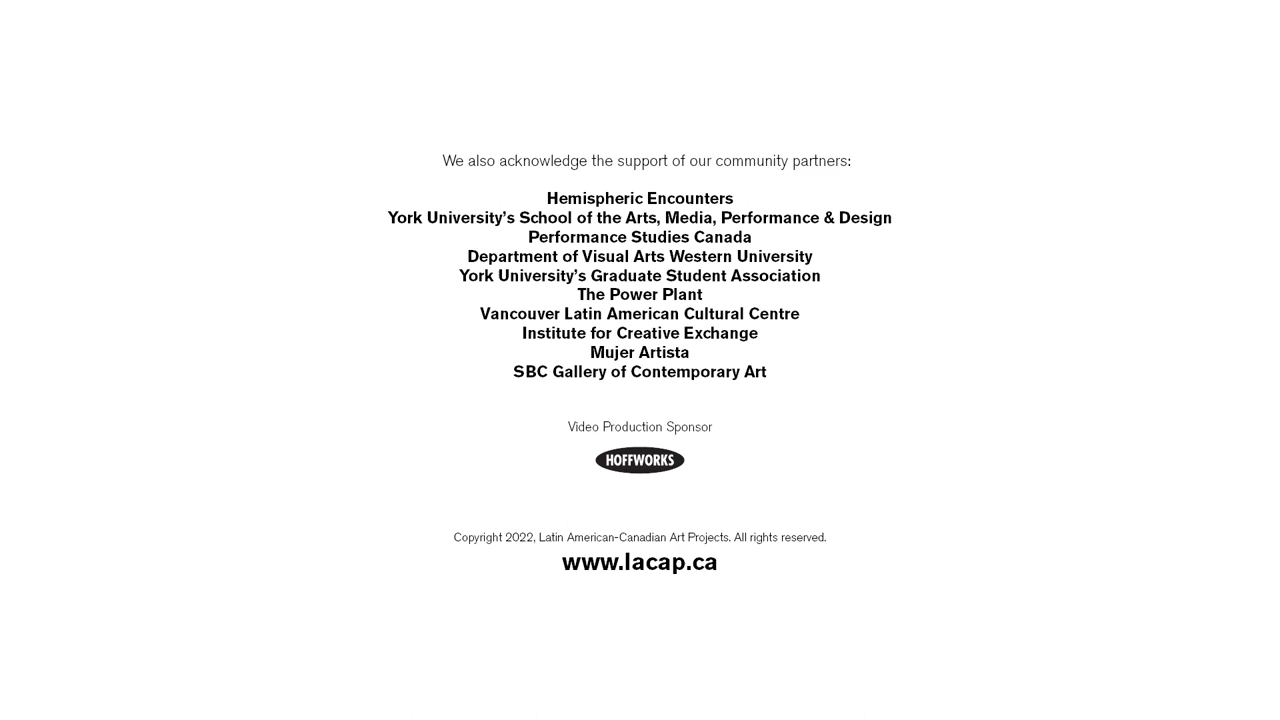 We also acknowledge the support of our community partners:
Hemispheric Encounters
York University’s School of the Arts, Media, Performance & Design
Performance Studies Canada
Department of Visual Arts Western University
York University’s Graduate Student Association
The Power Plant
Vancouver Latin American Cultural Centre
Institute for Creative Exchange
Mujer Artista
SBC Gallery of Contemporary Art
Video Production Sponsor
HOFFWORKS
Copyright 2022, Latin American-Canadian Art Projects. All rights reserved.
www.lacap.ca